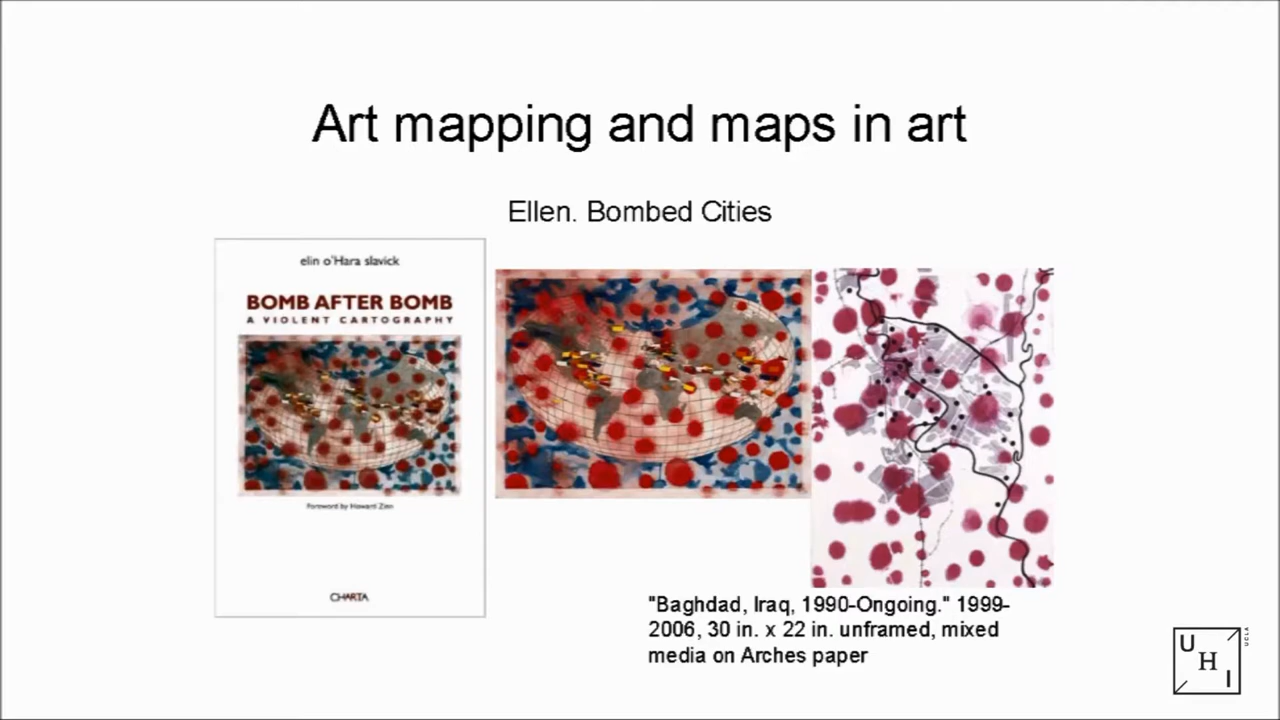 Art mapping and maps in art
Ellen. Bombed Cities
elin o'Hara slavick
BOMB AFTER BOMB
A VIOLENT CARTOGRAPHY
Foreword by Howard Zinn
CHARTA
"Baghdad, Iraq, 1990-Ongoing." 1999-
2006, 30 in. x 22 in. unframed, mixed
media on Arches paper
U
H
I
UCLA